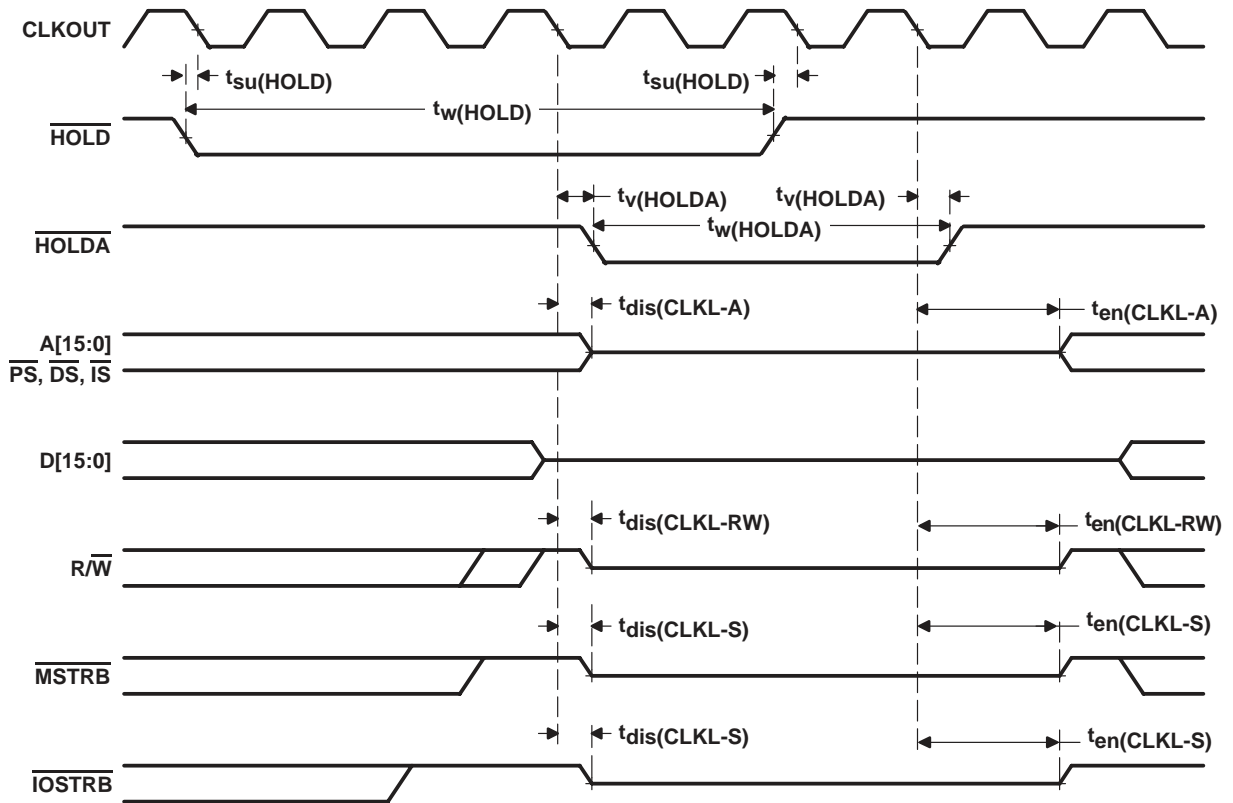 CLKOUT
tsu(HOLD) tsu(HOLD)
tw(HOLD)
HOLD
tv(HOLDA) tv(HOLDA)
tw(HOLDA)
HOLDA
tdis(CLKL-A) ten(CLKL-A)
A[15:0]
PS, DS, IS
D[15:0]
tdis(CLKL-RW) ten(CLKL-RW)
R/W
tdis(CLKL-S) ten(CLKL-S)
MSTRB
tdis(CLKL-S) ten(CLKL-S)
IOSTRB